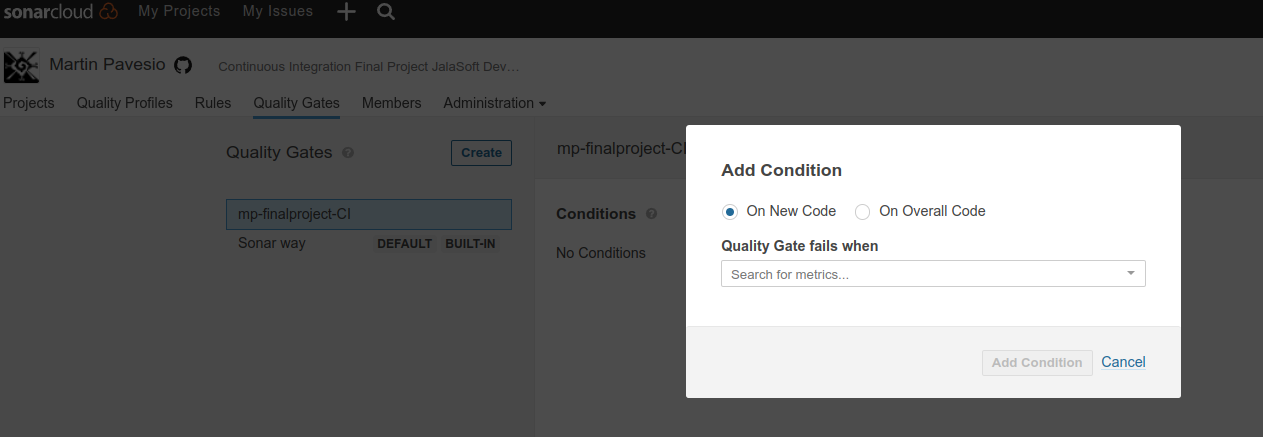 sonarcloud My Projects My Issues
Martin Pavesio Continuous Integration Final Project JalaSoft Dev…
Projects Quality Profiles Rules Quality Gates Members Administration
Quality Gates ? Create
mp-finalproject-CI
Sonar way DEFAULT BUILT-IN
mp-finalproject-CI
Conditions ?
No Conditions
Add Condition
On New Code On Overall Code
Quality Gate fails when
Search for metrics...
Add Condition Cancel